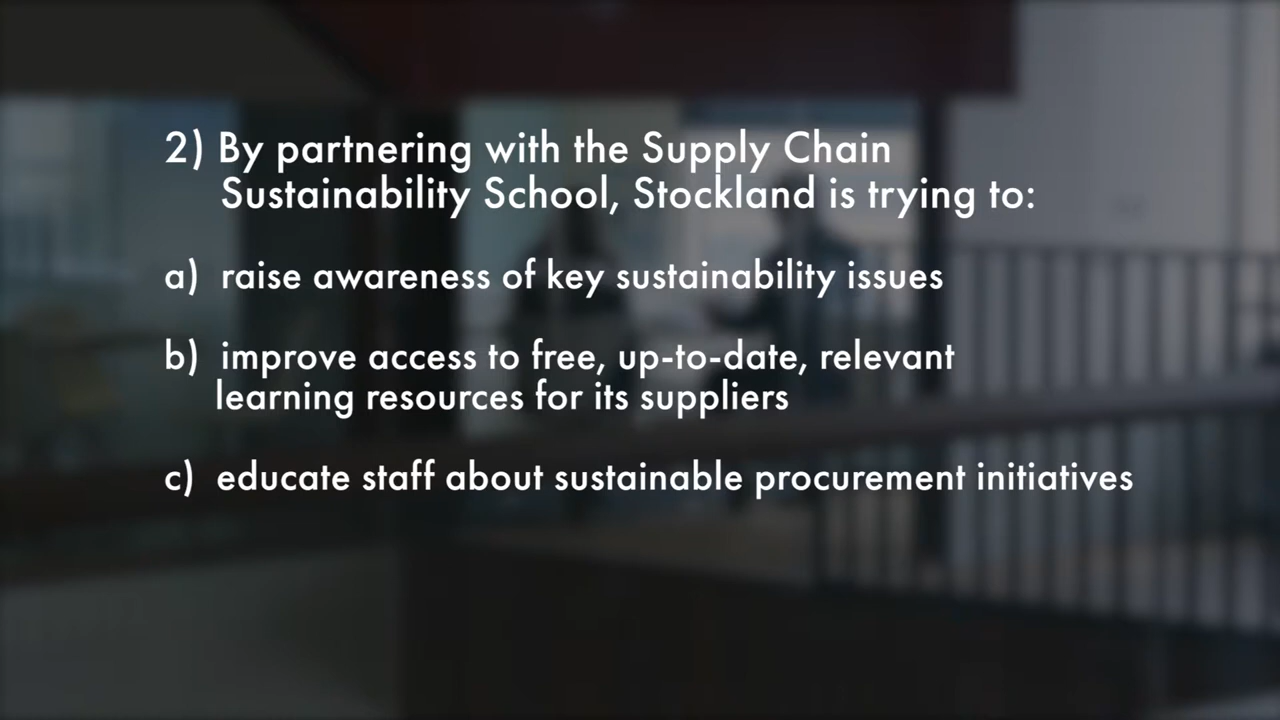 2) By partnering with the Supply Chain
Sustainability School, Stockland is trying to:
a) raise awareness of key sustainability issues
b) improve access to free, up-to-date, relevant
learning resources for its suppliers
c) educate staff about sustainable procurement initiatives